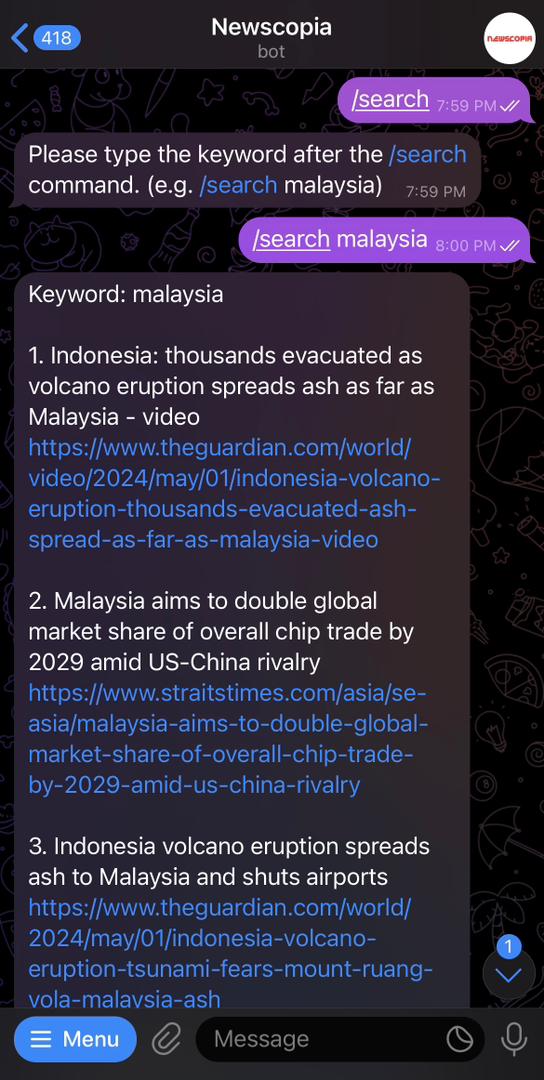 418
Newscopia
bot
NEWSCOPIA
/search 7:59 PM
Please type the keyword after the /search
command. (e.g. /search malaysia) 7:59 PM
/search malaysia 8:00 PM
Keyword: malaysia
1. Indonesia: thousands evacuated as
volcano eruption spreads ash as far as
Malaysia - video
https://www.theguardian.com/world/
video/2024/may/01/indonesia-volcano-
eruption-thousands-evacuated-ash-
spread-as-far-as-malaysia-video
2. Malaysia aims to double global
market share of overall chip trade by
2029 amid US-China rivalry
https://www.straitstimes.com/asia/se-
asia/malaysia-aims-to-double-global-
market-share-of-overall-chip-trade-
by-2029-amid-us-china-rivalry
3. Indonesia volcano eruption spreads
ash to Malaysia and shuts airports
https://www.theguardian.com/world/
2024/may/01/indonesia-volcano-
eruption-tsunami-fears-mount-ruang-
vola-malaysia-ash
1
Menu
Message